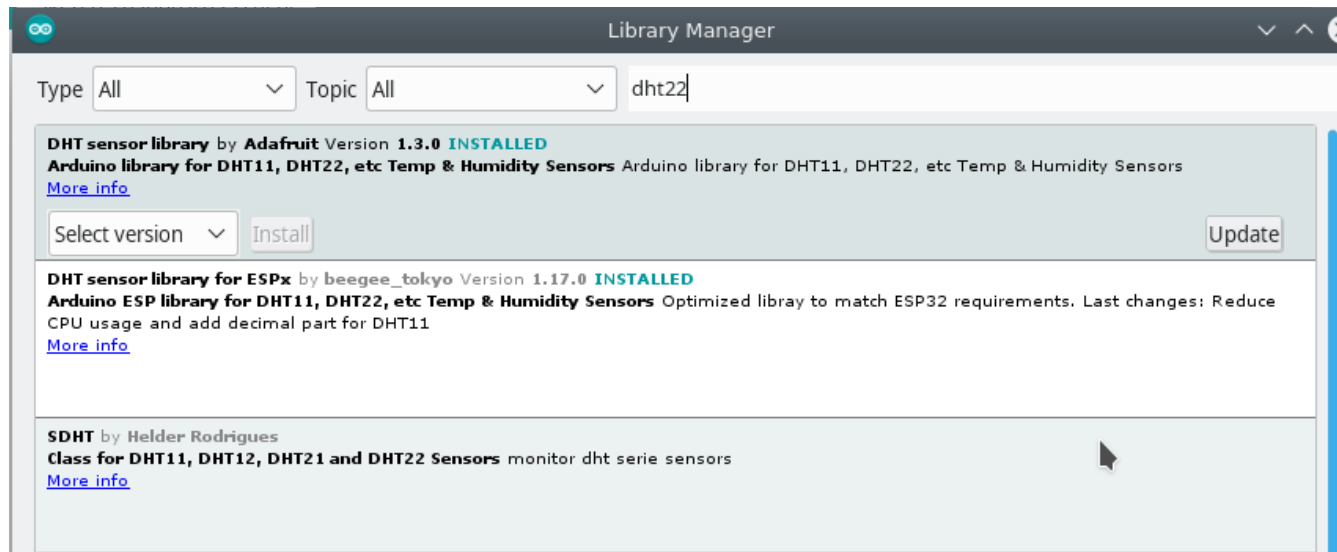 Library Manager
Type All Topic All dht22
DHT sensor library by Adafruit Version 1.3.0 INSTALLED
Arduino library for DHT11, DHT22, etc Temp & Humidity Sensors Arduino library for DHT11, DHT22, etc Temp & Humidity Sensors
More info
Select version Install Update
DHT sensor library for ESPx by beegee_tokyo Version 1.17.0 INSTALLED
Arduino ESP library for DHT11, DHT22, etc Temp & Humidity Sensors Optimized libray to match ESP32 requirements. Last changes: Reduce
CPU usage and add decimal part for DHT11
More info
SDHT by Helder Rodrigues
Class for DHT11, DHT12, DHT21 and DHT22 Sensors monitor dht serie sensors
More info